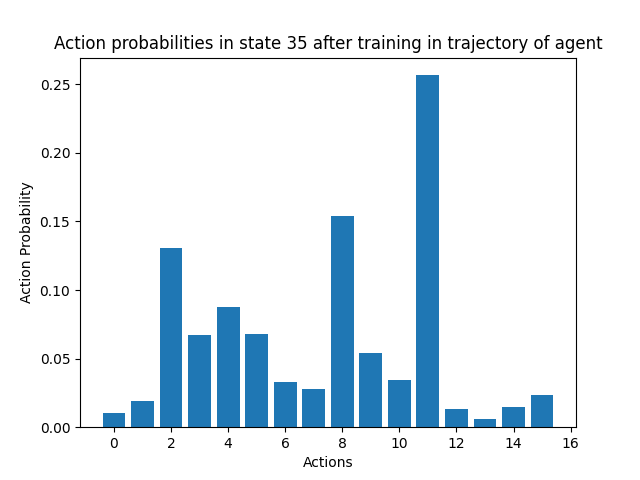 Action probabilities in state 35 after training in trajectory of agent
0.25
0.20
0.15
0.10
0.05
0.00
Action Probability
0 2 4 6 8 10 12 14 16
Actions